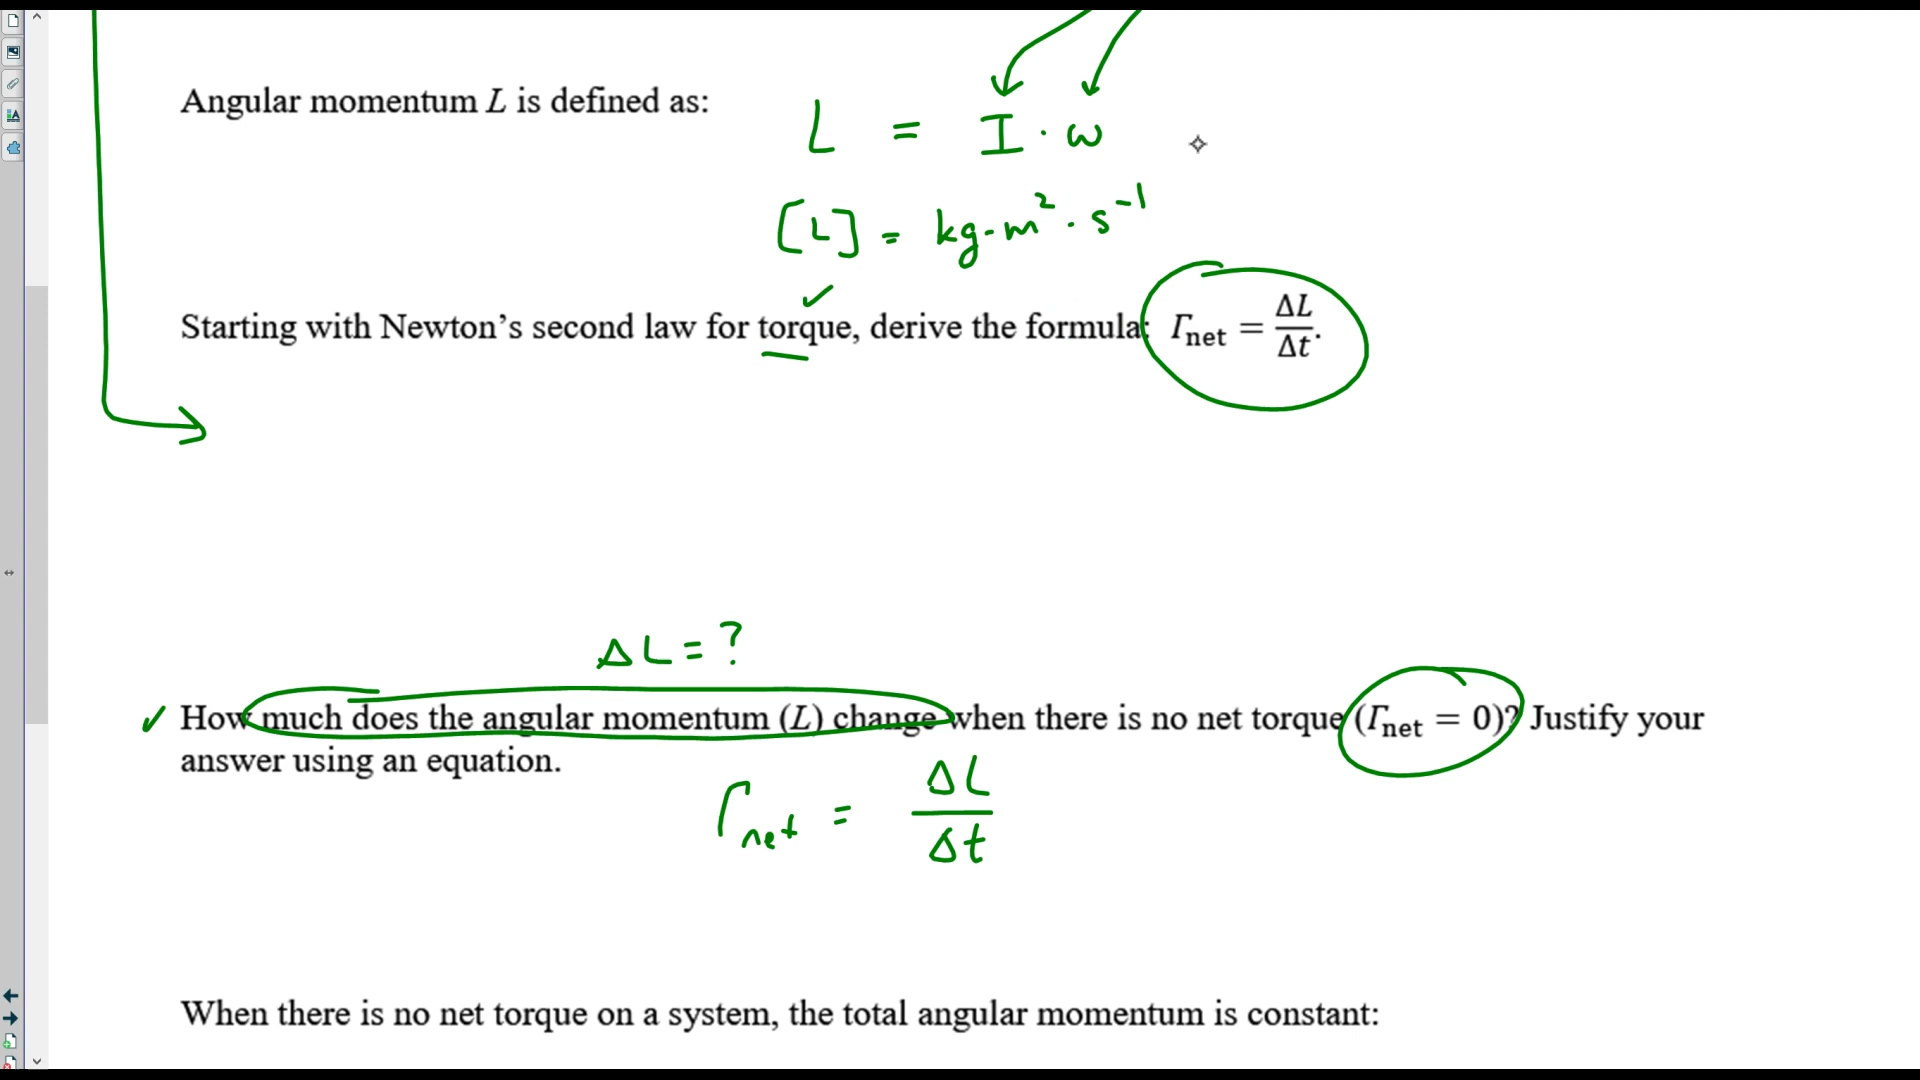 Angular momentum L is defined as:
L = I · ω
[L] = kg·m²·s⁻¹
Starting with Newton’s second law for torque, derive the formula: Γnet = ΔL/Δt.
ΔL = ?
How much does the angular momentum (L) change when there is no net torque (Γnet = 0)? Justify your
answer using an equation.
Γnet = ΔL/Δt
When there is no net torque on a system, the total angular momentum is constant: